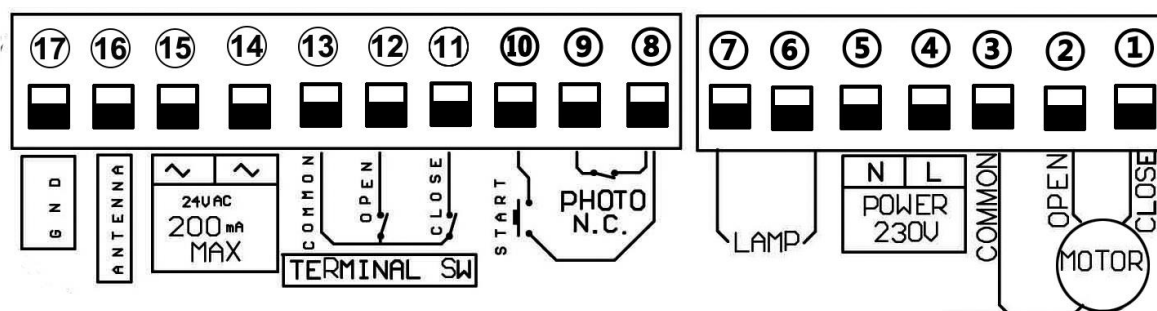 17 16 15 14 13 12 11 10 9 8 7 6 5 4 3 2 1
GND
ANTENNA
~ ~
24VAC
200mA
MAX
COMMON
OPEN
CLOSE
TERMINAL SW
START
PHOTO
N.C.
LAMP
N L
POWER
230V
COMMON
OPEN
CLOSE
MOTOR